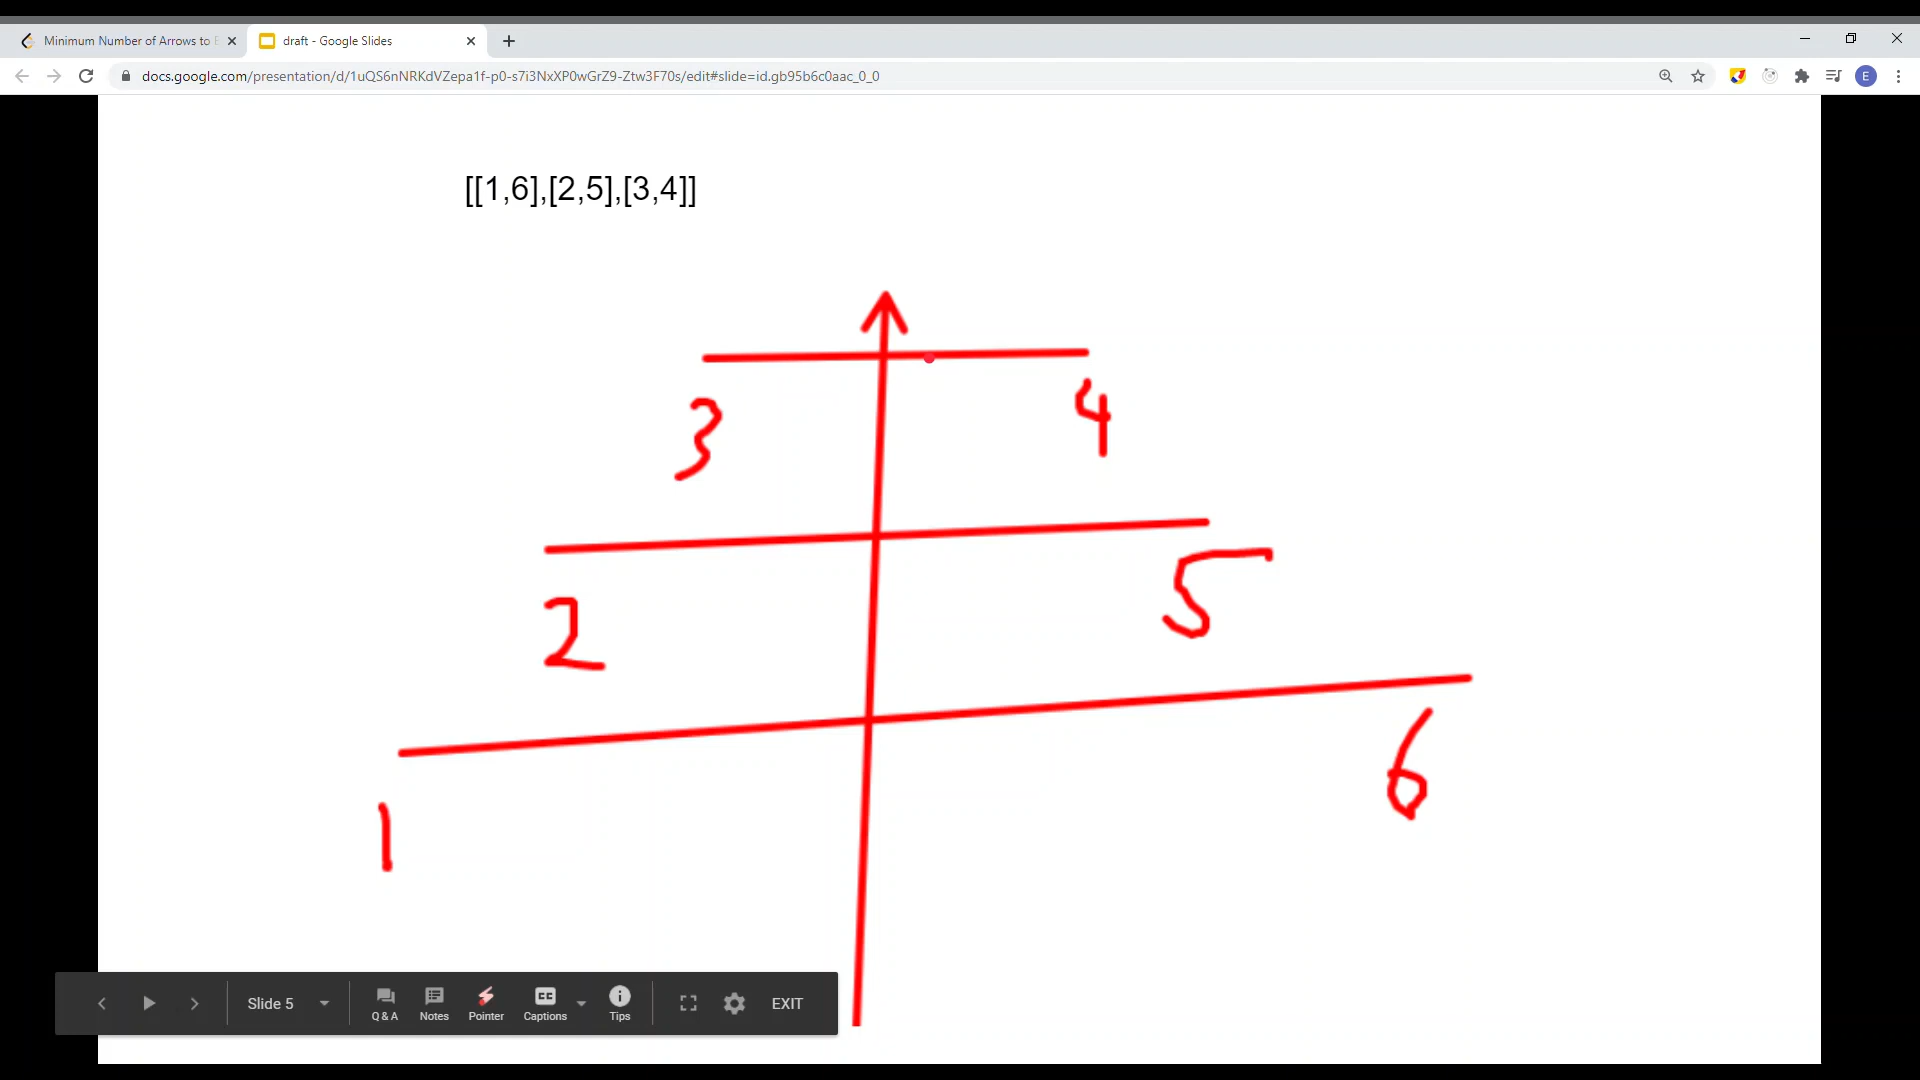 Minimum Number of Arrows to
draft - Google Slides
docs.google.com/presentation/d/1uQS6nNRKdVZepa1f-p0-s7i3NxXP0wGrZ9-Ztw3F70s/edit#slide=id.gb95b6c0aac_0_0
E
[[1,6],[2,5],[3,4]]
3 4
2 5
1 6
Slide 5
Q & A
Notes
Pointer
CC
Captions
Tips
EXIT